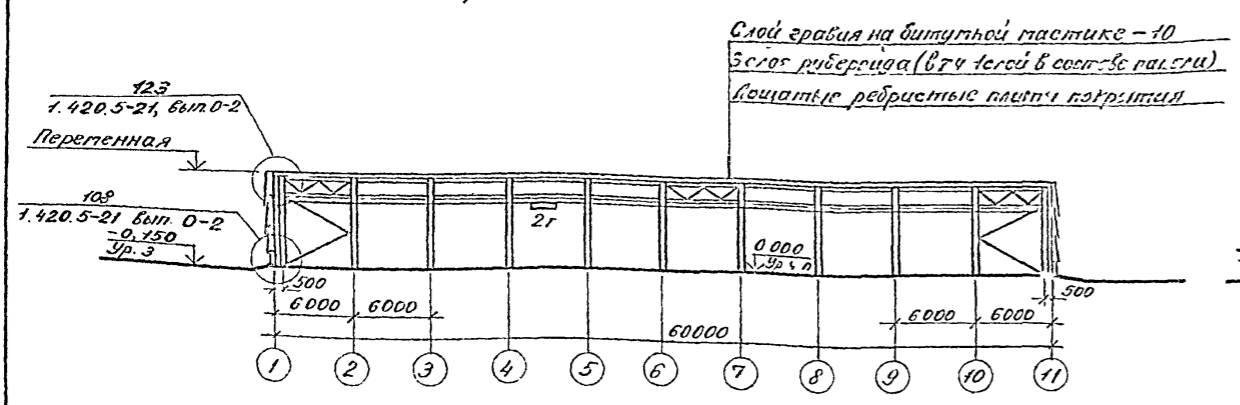 Слой гравия на битумной мастике – 10
3 слоя рубероида (в т.ч. 1 слой в составе
покрытия
123
1.420.5-21, вып. 0-2
Переменная
108
1.420.5-21 вып. 0-2
-0,150
Ур. з
2т
0.000
500
6000
6000
60000
6000
6000
500
1
2
3
4
5
6
7
8
9
10
11